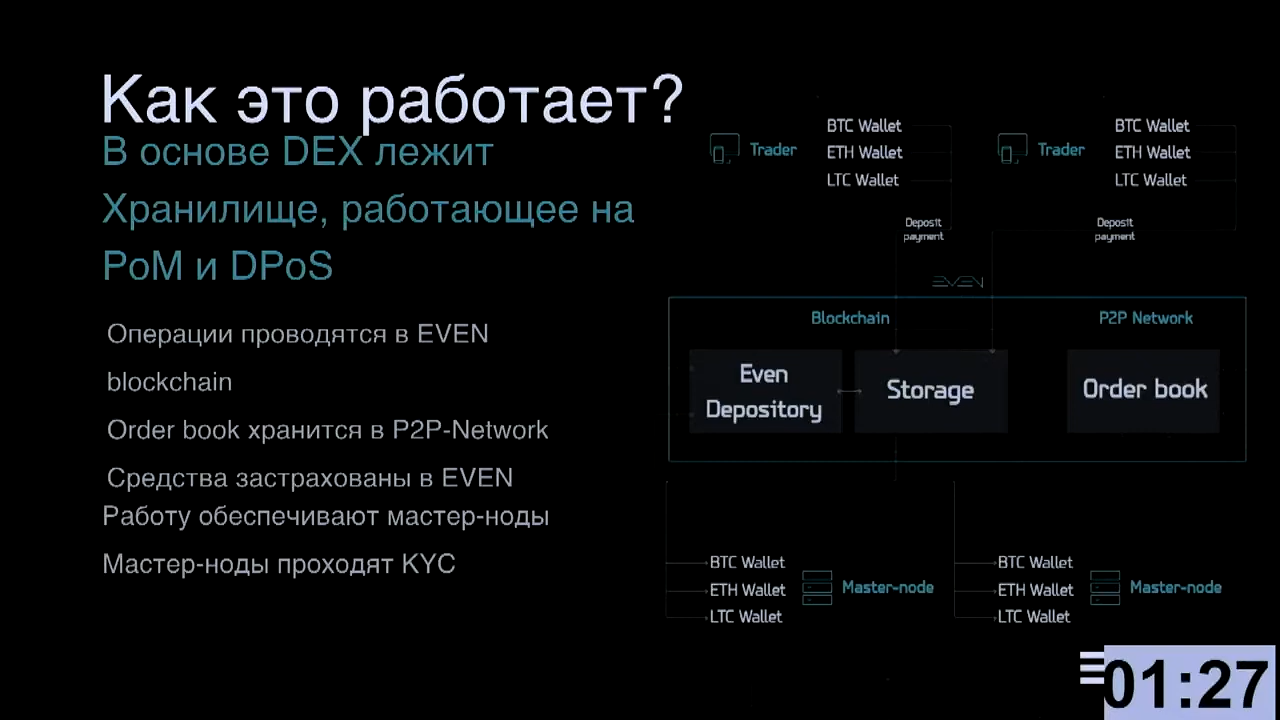 Как это работает?
В основе DEX лежит
Хранилище, работающее на
PoM и DPoS
Операции проводятся в EVEN
blockchain
Order book хранится в P2P-Network
Средства застрахованы в EVEN
Работу обеспечивают мастер-ноды
Мастер-ноды проходят KYC
Trader
BTC Wallet
ETH Wallet
LTC Wallet
Trader
BTC Wallet
ETH Wallet
LTC Wallet
Deposit
payment
Deposit
payment
EVEN
Blockchain
P2P Network
Even
Depository
Storage
Order book
BTC Wallet
ETH Wallet
LTC Wallet
Master-node
BTC Wallet
ETH Wallet
LTC Wallet
Master-node
01:27